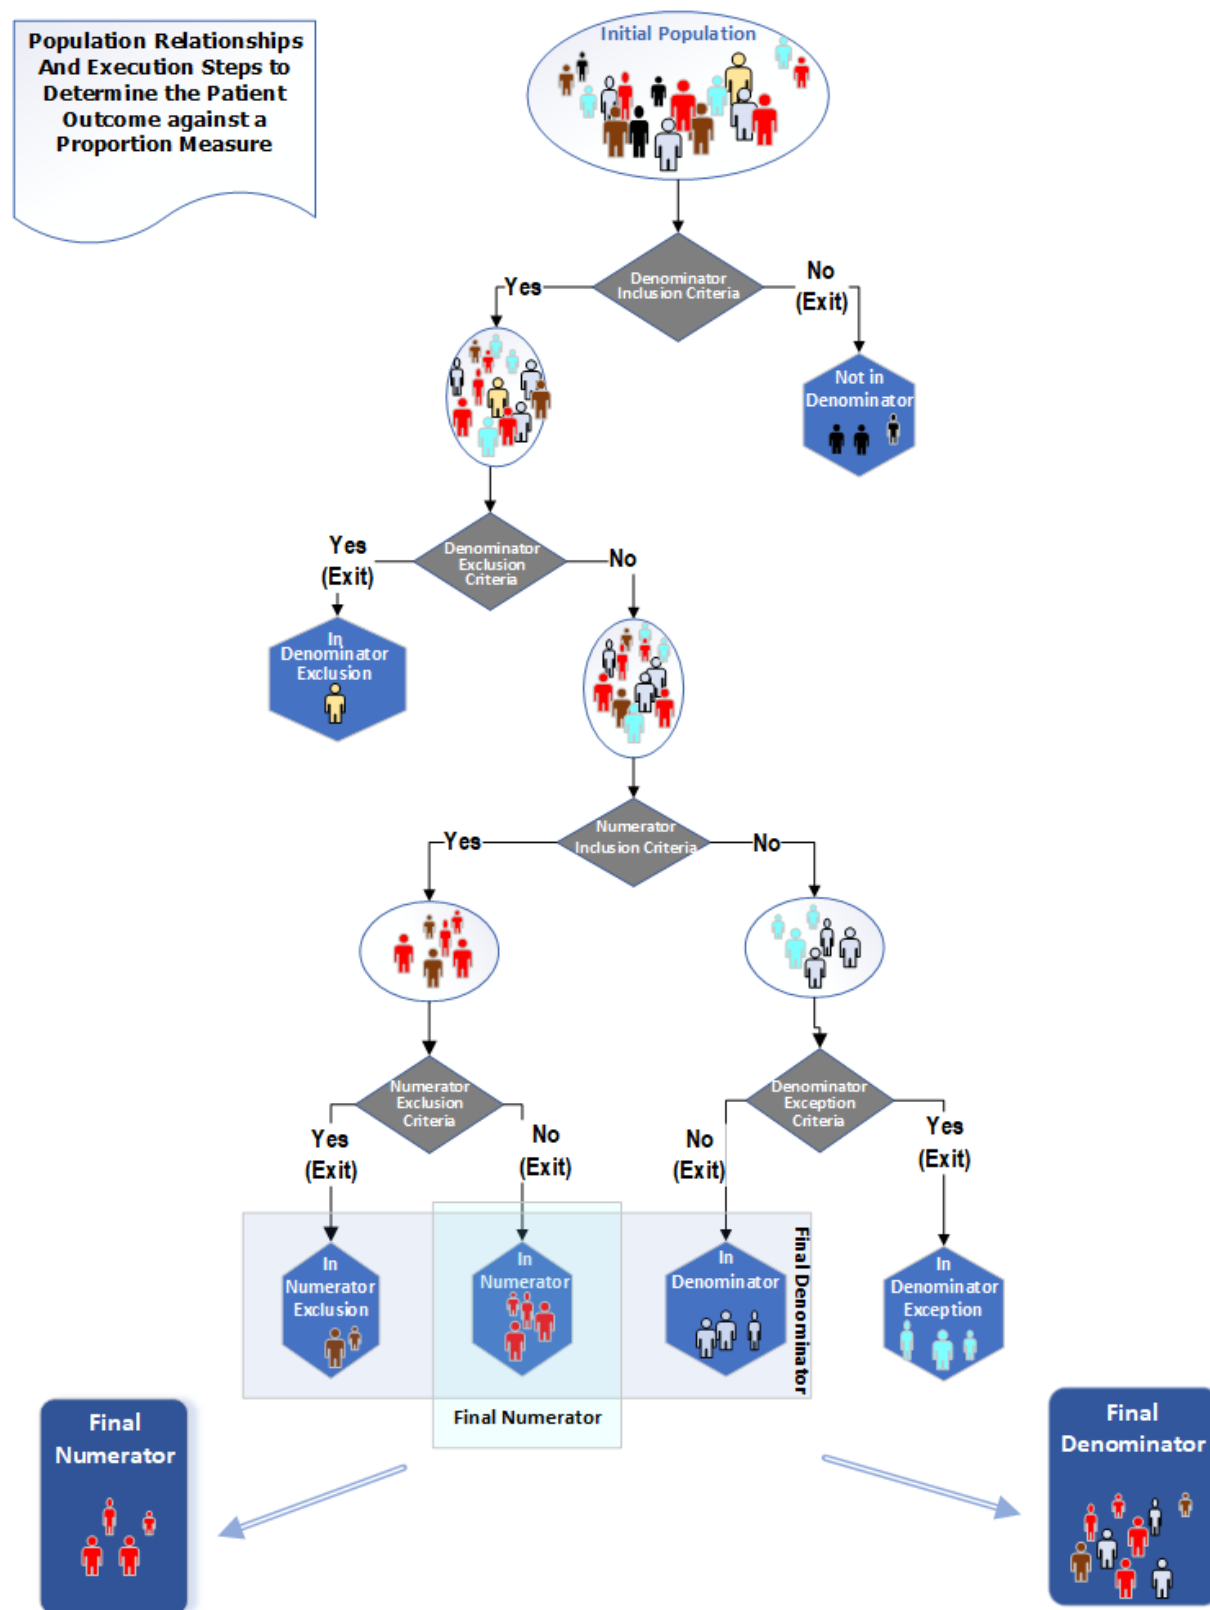 Population Relationships
And Execution Steps to
Determine the Patient
Outcome against a
Proportion Measure
Initial Population
Denominator
Inclusion Criteria
Yes
No
(Exit)
Not in
Denominator
Denominator
Exclusion
Criteria
Yes
(Exit)
No
In
Denominator
Exclusion
Numerator
Inclusion Criteria
Yes
No
Numerator
Exclusion
Criteria
Denominator
Exception
Criteria
Yes
(Exit)
No
(Exit)
No
(Exit)
Yes
(Exit)
In
Numerator
Exclusion
In
Numerator
In
Denominator
Final Denominator
In
Denominator
Exception
Final Numerator
Final
Numerator
Final
Denominator